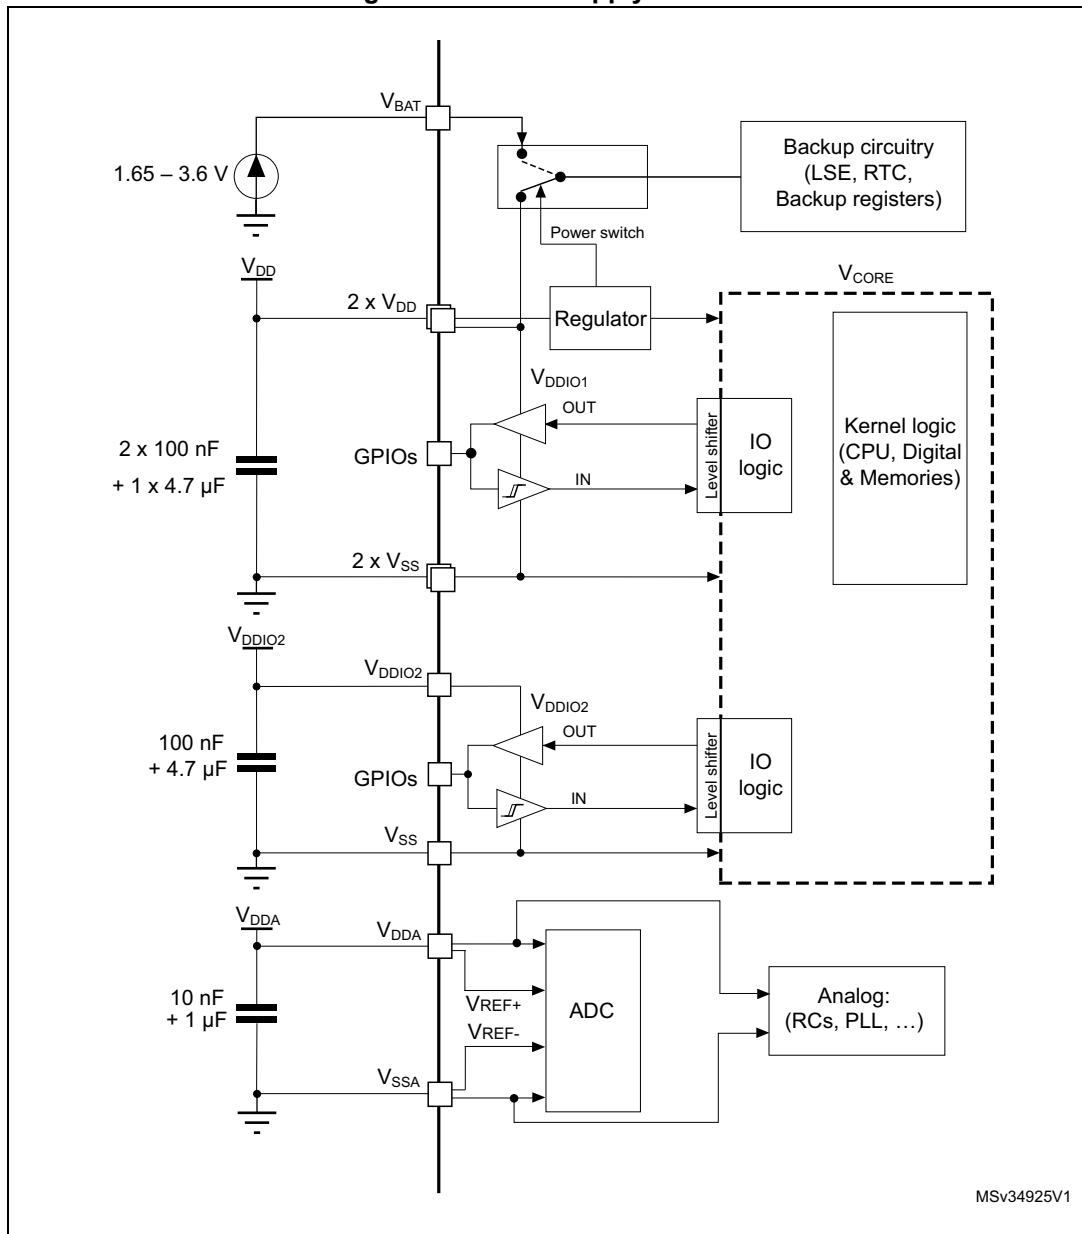 VBAT
1.65 – 3.6 V
Backup circuitry
(LSE, RTC,
Backup registers)
Power switch
VDD
VCORE
2 x VDD
Regulator
VDDIO1
OUT
Level shifter
IO
logic
Kernel logic
(CPU, Digital
& Memories)
2 x 100 nF
+ 1 x 4.7 µF
GPIOs
IN
2 x VSS
VDDIO2
VDDIO2
VDDIO2
OUT
Level shifter
IO
logic
100 nF
+ 4.7 µF
GPIOs
IN
VSS
VDDA
VDDA
10 nF
+ 1 µF
VREF+
VREF-
ADC
Analog:
(RCs, PLL, …)
VSSA
MSv34925V1